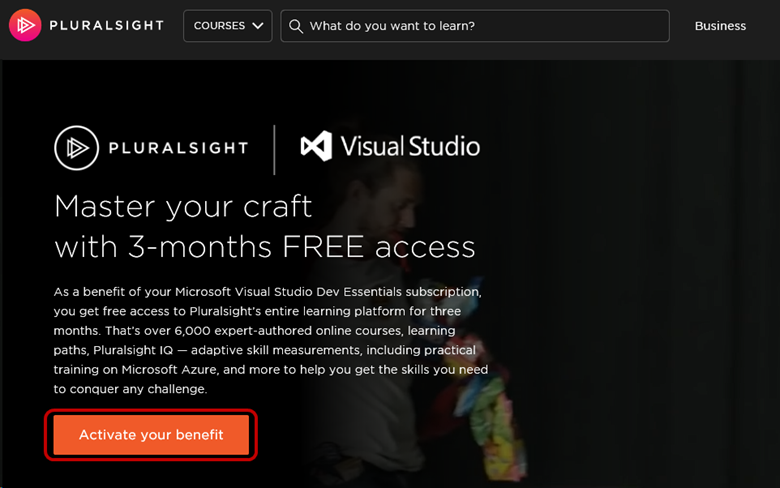 PLURALSIGHT COURSES What do you want to learn? Business
PLURALSIGHT Visual Studio
Master your craft
with 3-months FREE access
As a benefit of your Microsoft Visual Studio Dev Essentials subscription,
you get free access to Pluralsight's entire learning platform for three
months. That's over 6,000 expert-authored online courses, learning
paths, Pluralsight IQ — adaptive skill measurements, including practical
training on Microsoft Azure, and more to help you get the skills you need
to conquer any challenge.
Activate your benefit